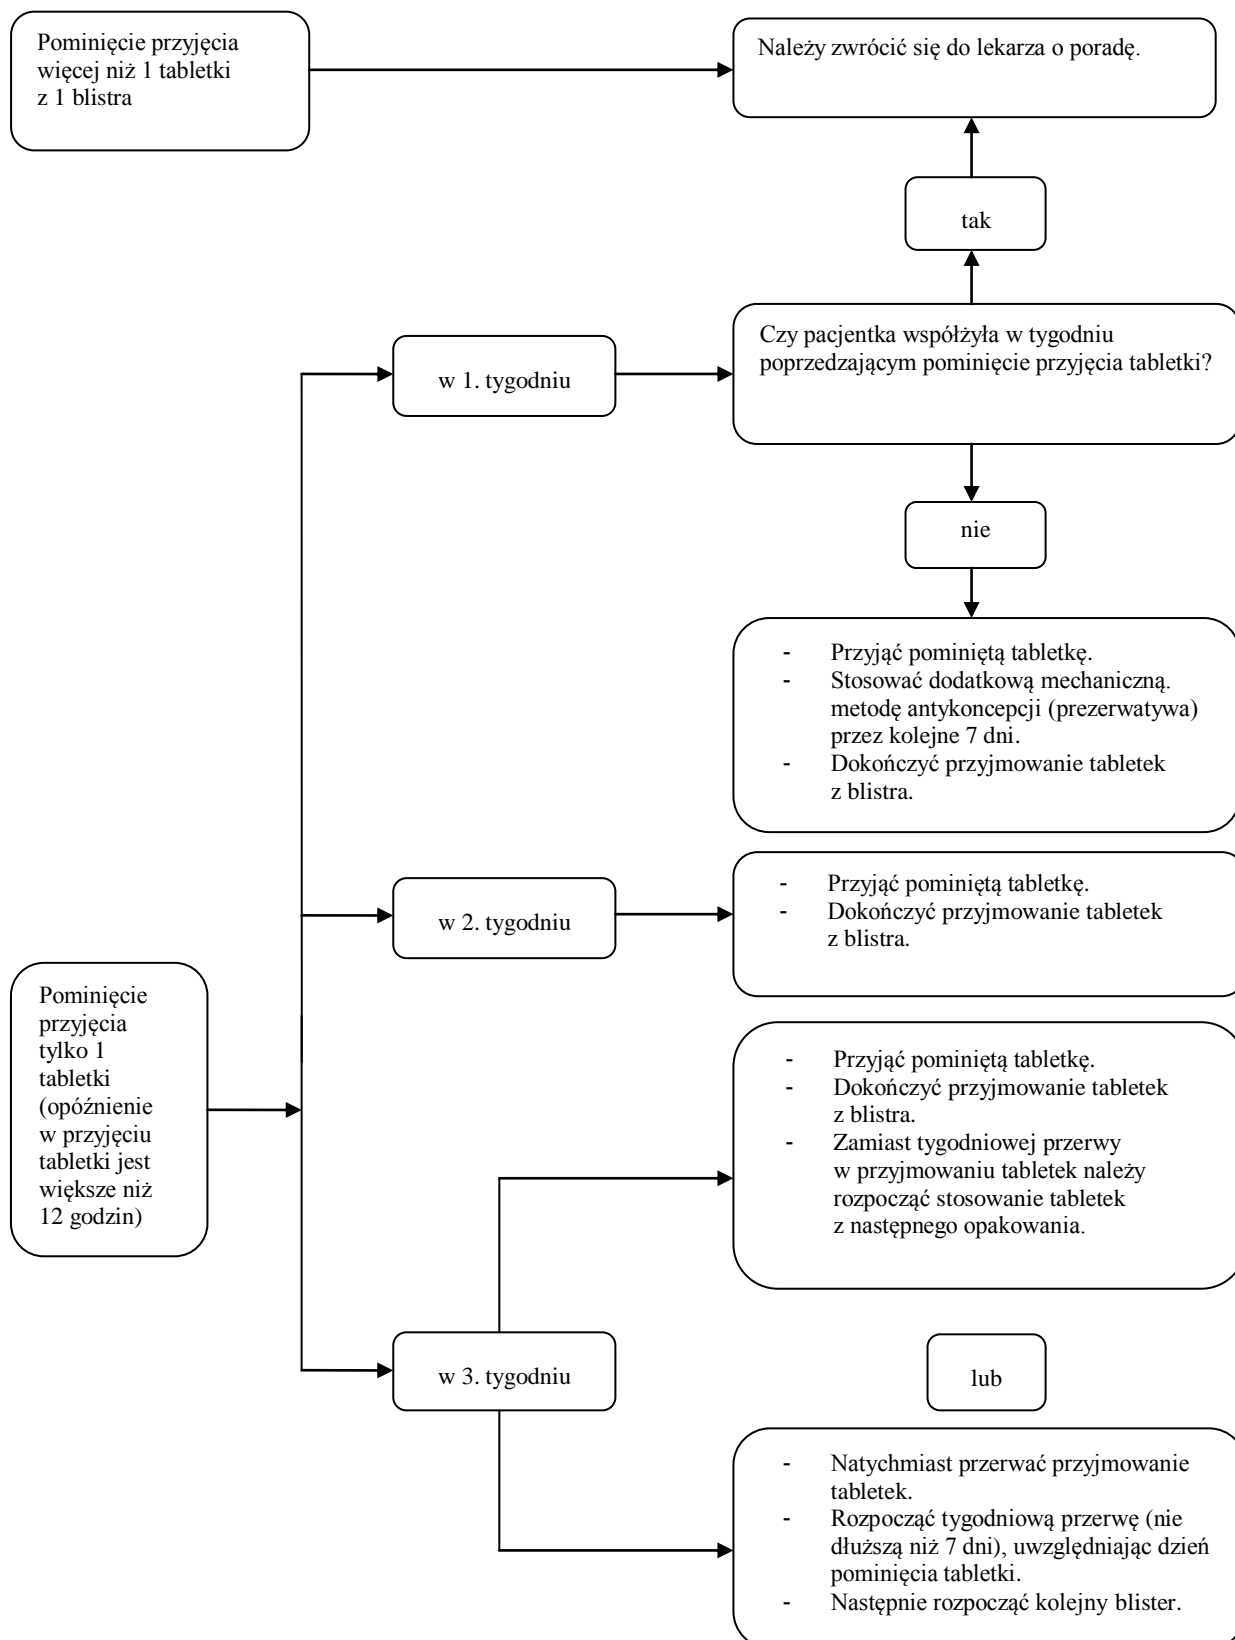 Pominięcie przyjęcia
więcej niż 1 tabletki
z 1 blistra
Należy zwrócić się do lekarza o poradę.
tak
Czy pacjentka współżyła w tygodniu
poprzedzającym pominięcie przyjęcia tabletki?
w 1. tygodniu
nie
- Przyjąć pominiętą tabletkę.
- Stosować dodatkową mechaniczną.
metodę antykoncepcji (prezerwatywa)
przez kolejne 7 dni.
- Dokończyć przyjmowanie tabletek
z blistra.
w 2. tygodniu
- Przyjąć pominiętą tabletkę.
- Dokończyć przyjmowanie tabletek
z blistra.
Pominięcie
przyjęcia
tylko 1
tabletki
(opóźnienie
w przyjęciu
tabletki jest
większe niż
12 godzin)
- Przyjąć pominiętą tabletkę.
- Dokończyć przyjmowanie tabletek
z blistra.
- Zamiast tygodniowej przerwy
w przyjmowaniu tabletek należy
rozpocząć stosowanie tabletek
z następnego opakowania.
w 3. tygodniu
lub
- Natychmiast przerwać przyjmowanie
tabletek.
- Rozpocząć tygodniową przerwę (nie
dłuższą niż 7 dni), uwzględniając dzień
pominięcia tabletki.
- Następnie rozpocząć kolejny blister.